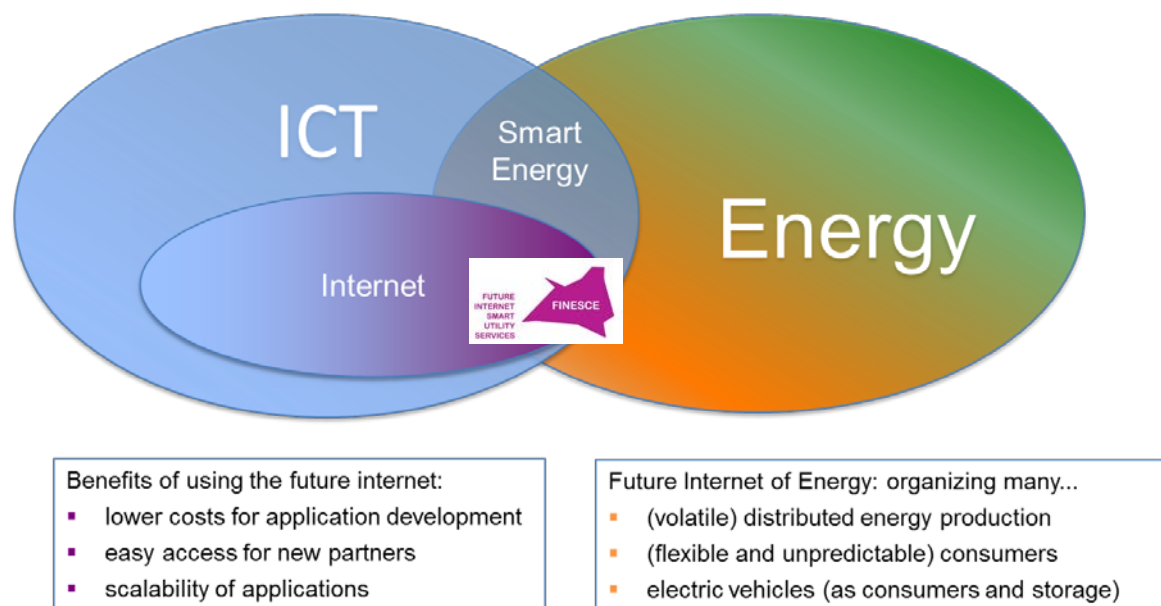 ICT
Smart
Energy
Energy
Internet
FUTURE
INTERNET
SMART
UTILITY
SERVICES
FINESCE
Benefits of using the future internet:
▪ lower costs for application development
▪ easy access for new partners
▪ scalability of applications
Future Internet of Energy: organizing many...
▪ (volatile) distributed energy production
▪ (flexible and unpredictable) consumers
▪ electric vehicles (as consumers and storage)